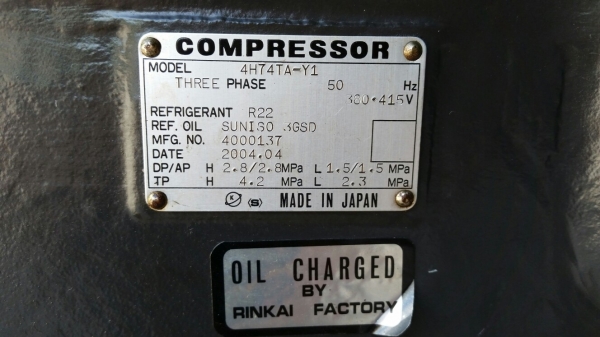 COMPRESSOR
MODEL 4H74TA-Y1
THREE PHASE 50 Hz
380·415V
REFRIGERANT R22
REF. OIL SUNISO 3GSD
MFG. NO. 4000137
DATE 2004.04
DP/AP H 2.8/2.8MPa L 1.5/1.5 MPa
TP H 4.2 MPa L 2.3 MPa
K (S) MADE IN JAPAN
OIL CHARGED
BY
RINKAI FACTORY